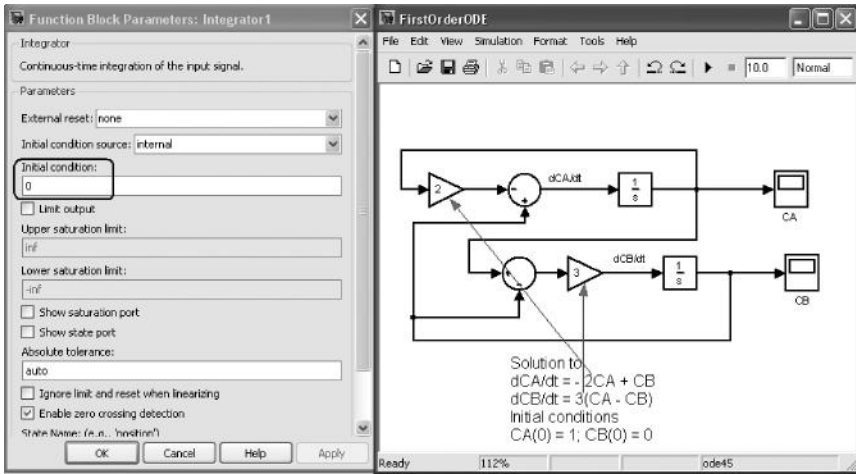 Function Block Parameters: Integrator1
Integrator
Continuous-time integration of the input signal.
Parameters
External reset: none
Initial condition source: internal
Initial condition:
0
Limit output
Upper saturation limit:
inf
Lower saturation limit:
-inf
Show saturation port
Show state port
Absolute tolerance:
auto
Ignore limit and reset when linearizing
Enable zero crossing detection
State Name: (e.g., 'position')
OK Cancel Help Apply
FirstOrderODE
File Edit View Simulation Format Tools Help
10.0 Normal
2
dCA/dt
1
s
CA
3
dCB/dt
1
s
CB
Solution to
dCA/dt = - 2CA + CB
dCB/dt = 3(CA - CB)
Initial conditions
CA(0) = 1; CB(0) = 0
Ready 112% ode45